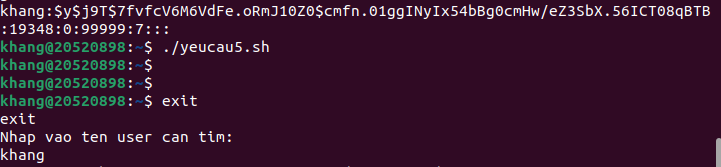 khang:$y$j9T$7fvfcV6M6VdFe.oRmJ10Z0$cmfn.01ggINyIx54bBg0cmHw/eZ3SbX.56ICT08qBTB
:19348:0:99999:7:::
khang@20520898:~$ ./yeucau5.sh
khang@20520898:~$
khang@20520898:~$
khang@20520898:~$ exit
exit
Nhap vao ten user can tim:
khang